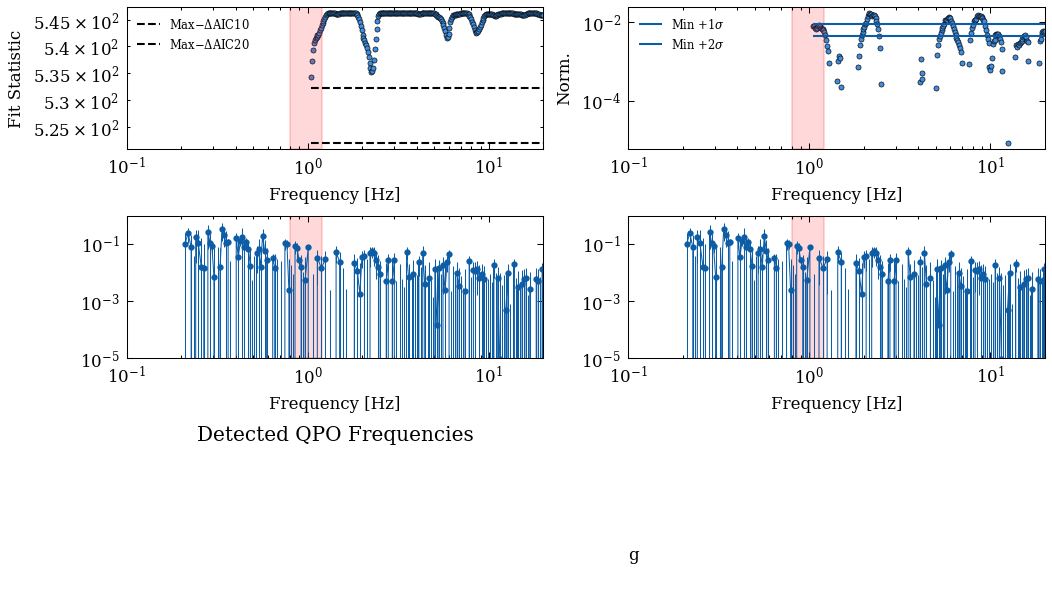 Fit Statistic
5.45 × 10²
5.4 × 10²
5.35 × 10²
5.3 × 10²
5.25 × 10²
Max−ΔAIC10
Max−ΔAIC20
10⁻¹ 10⁰ 10¹
Frequency [Hz]
Norm.
10⁻²
10⁻⁴
Min +1σ
Min +2σ
10⁻¹ 10⁰ 10¹
Frequency [Hz]
10⁻¹
10⁻³
10⁻⁵
10⁻¹ 10⁰ 10¹
Frequency [Hz]
10⁻¹
10⁻³
10⁻⁵
10⁻¹ 10⁰ 10¹
Frequency [Hz]
Detected QPO Frequencies
g